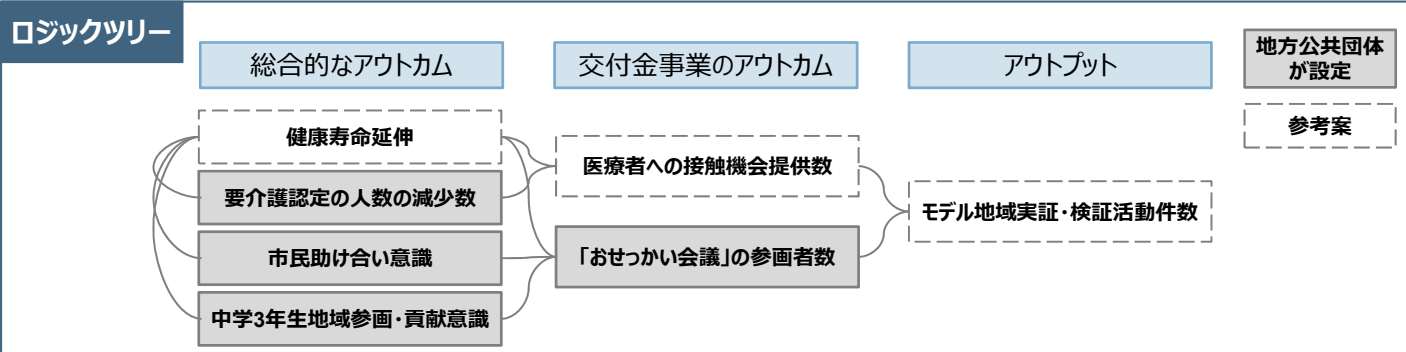 ロジックツリー
総合的なアウトカム
交付金事業のアウトカム
アウトプット
地方公共団体
が設定
参考案
健康寿命延伸
要介護認定の人数の減少数
市民助け合い意識
中学3年生地域参画・貢献意識
医療者への接触機会提供数
「おせっかい会議」の参画者数
モデル地域実証・検証活動件数